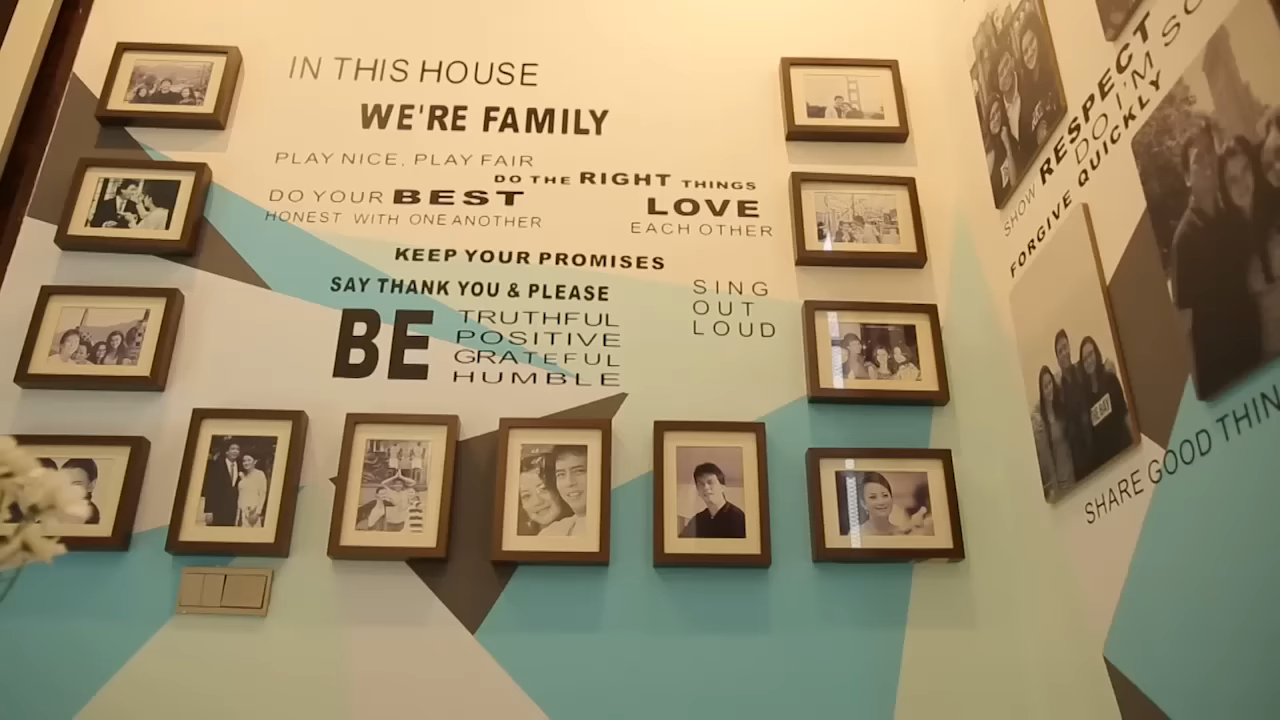 IN THIS HOUSE
WE'RE FAMILY
PLAY NICE, PLAY FAIR
DO THE RIGHT THINGS
DO YOUR BEST
LOVE
HONEST WITH ONE ANOTHER
EACH OTHER
KEEP YOUR PROMISES
SAY THANK YOU & PLEASE
SING
OUT
LOUD
BE
TRUTHFUL
POSITIVE
GRATEFUL
HUMBLE
SHOW RESPECT
DO I'M SO
FORGIVE QUICKLY
SHARE GOOD THIN